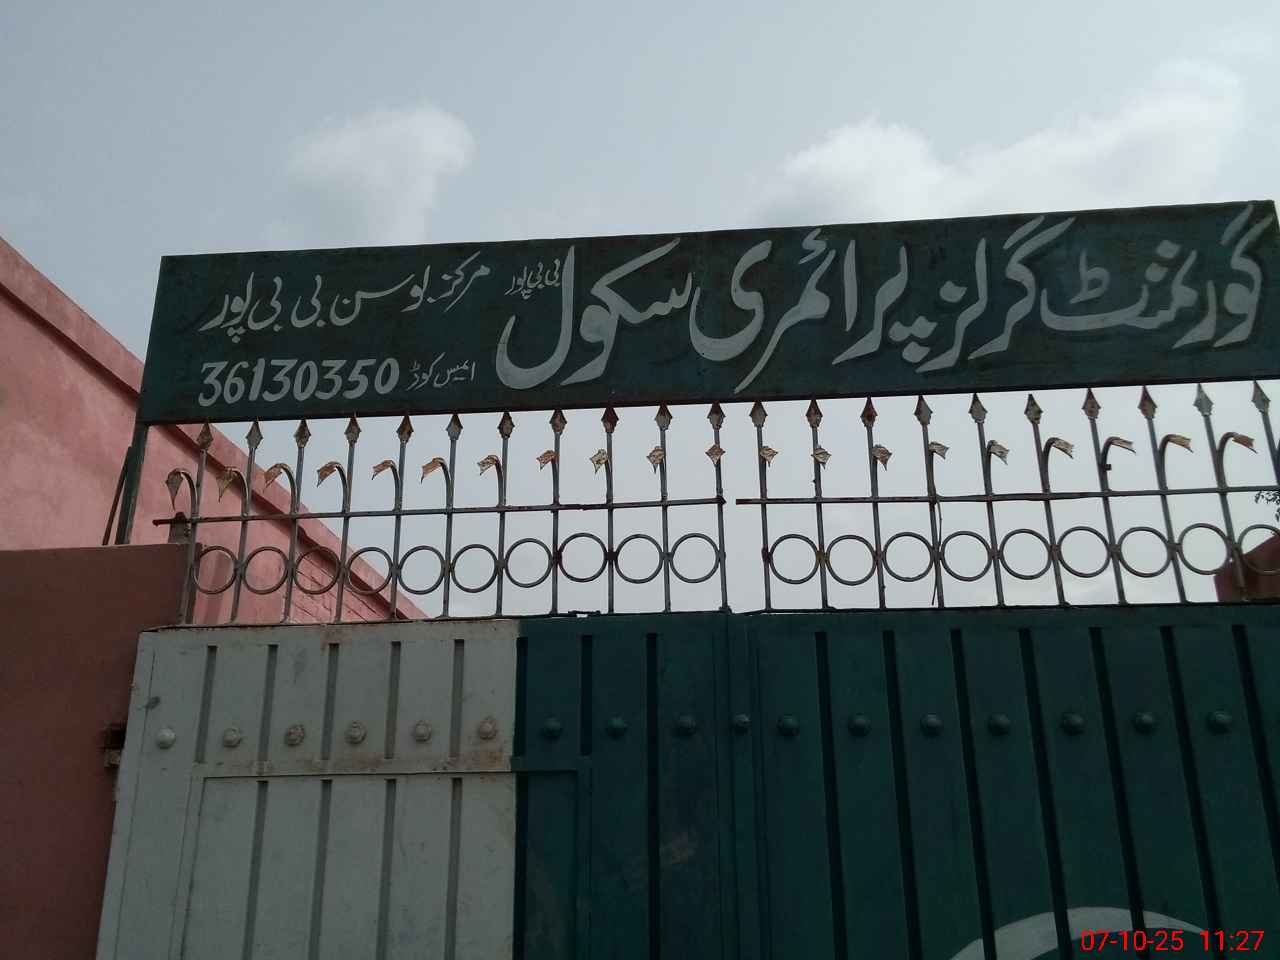 گورنمنٹ گرلز پرائمری سکول بی بی پور
مرکز بوسن بی بی پور
ایمیس کوڈ 36130350
07-10-25 11:27